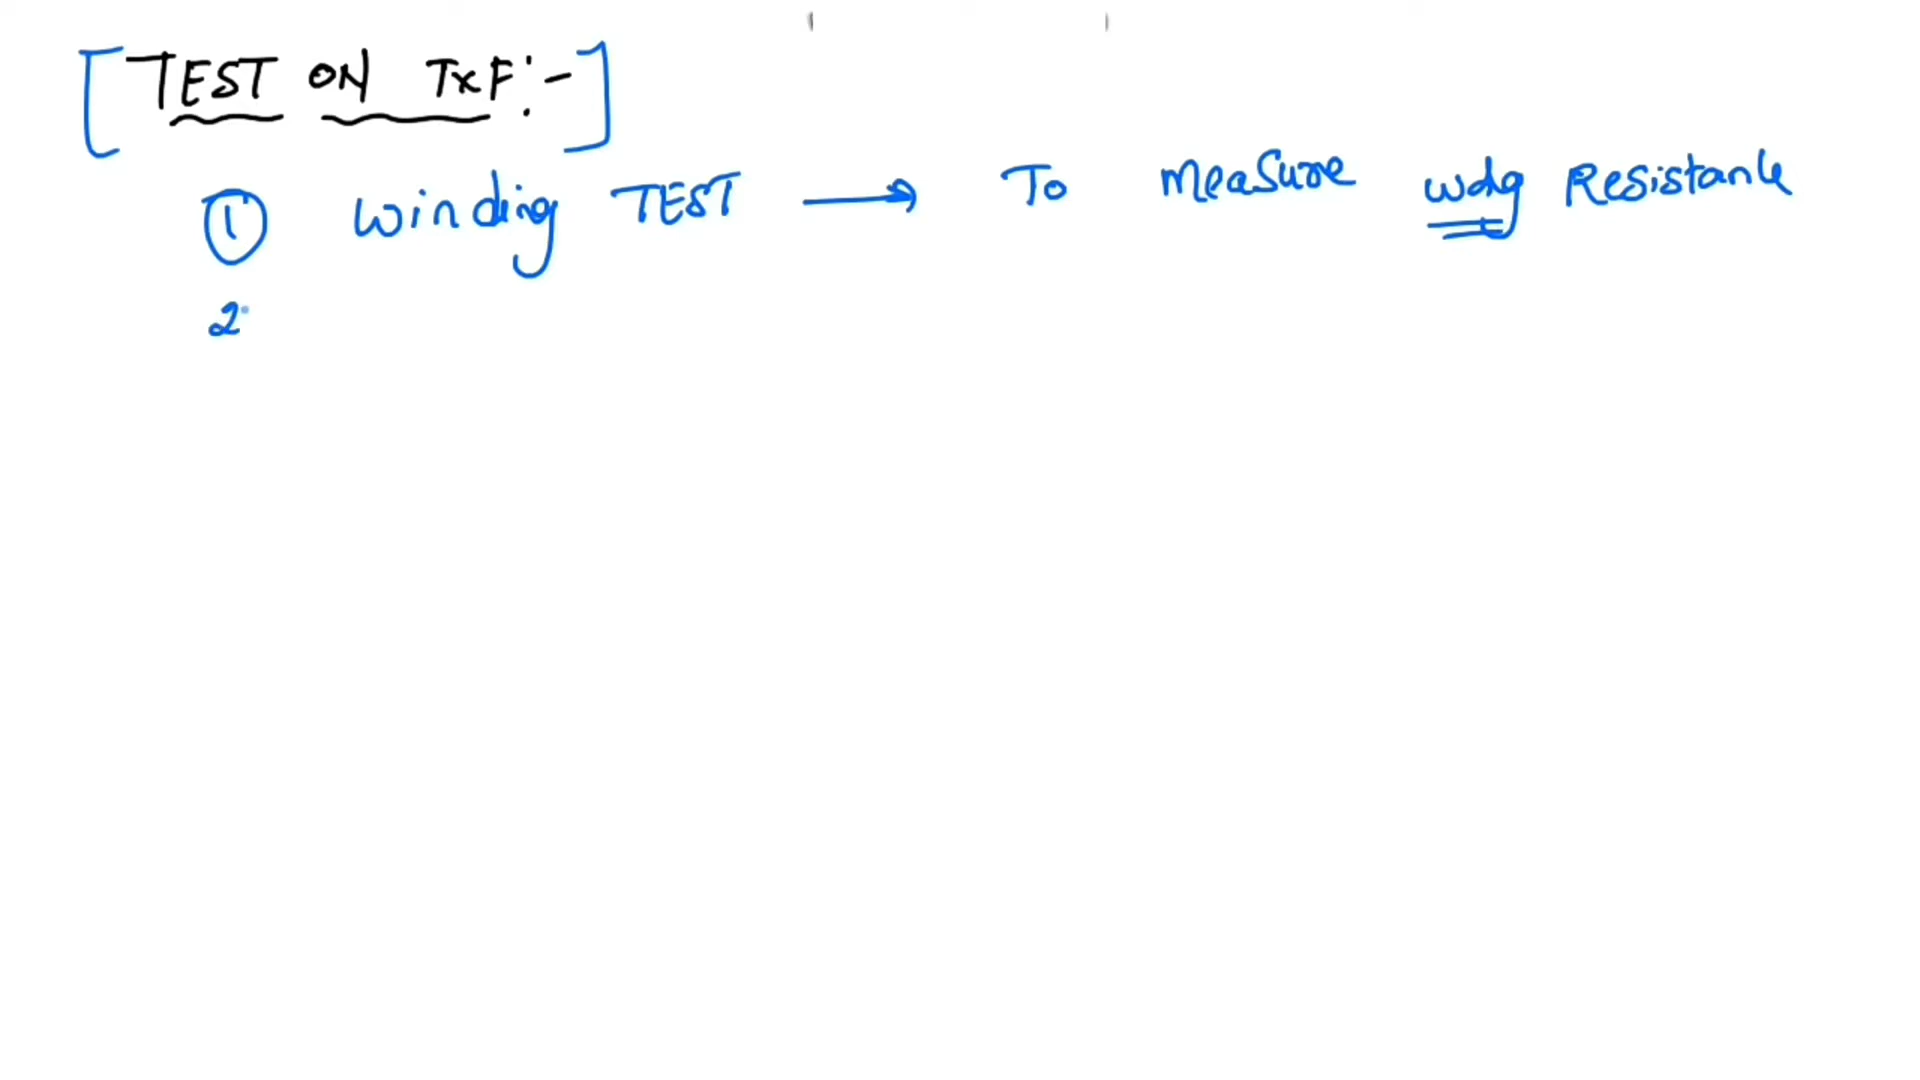 [TEST ON TxF:-]
① winding TEST → To measure wdg Resistance
2